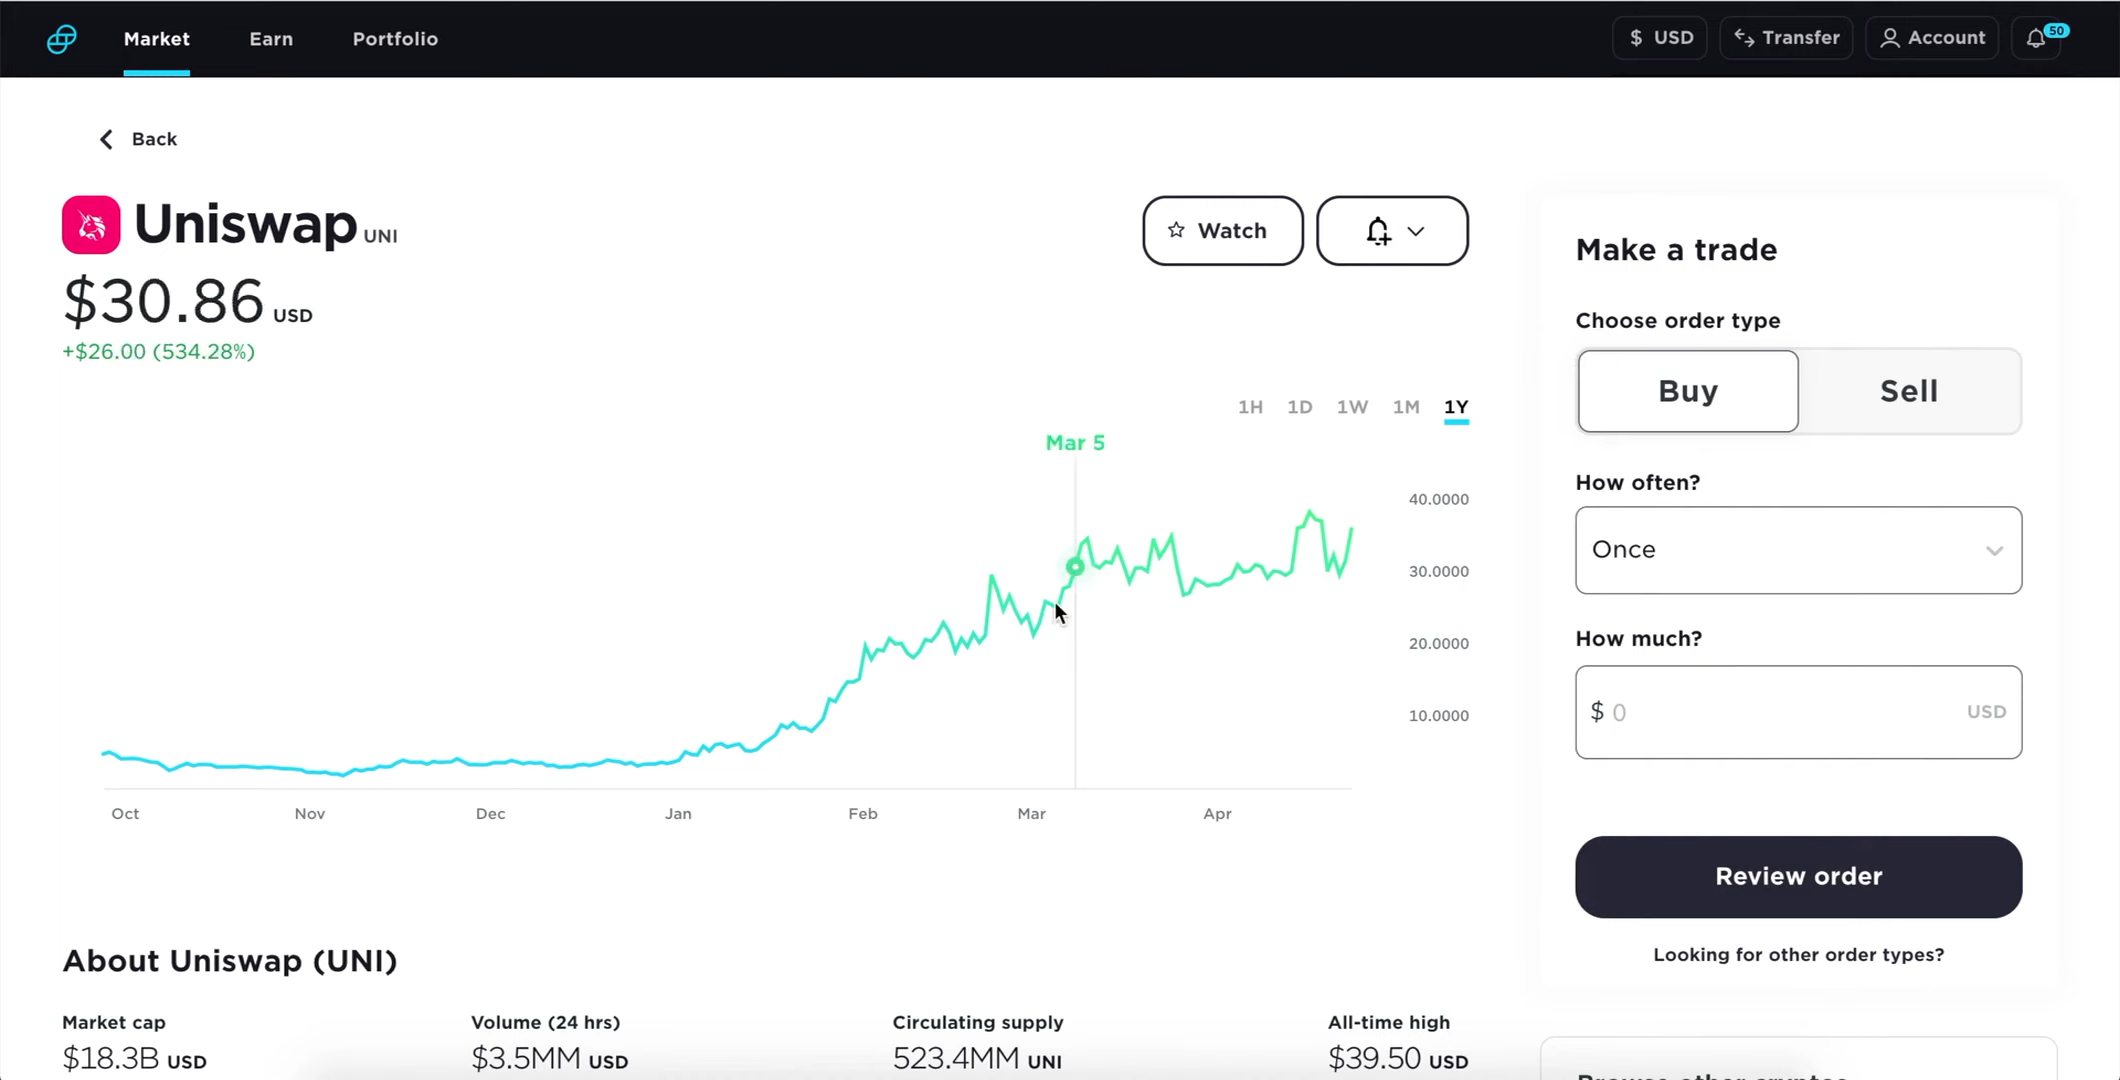 Market Earn Portfolio $ USD Transfer Account 50
Back
Uniswap UNI
Watch
$30.86 USD
+$26.00 (534.28%)
1H 1D 1W 1M 1Y
Mar 5
40.0000
30.0000
20.0000
10.0000
Oct Nov Dec Jan Feb Mar Apr
About Uniswap (UNI)
Market cap
$18.3B USD
Volume (24 hrs)
$3.5MM USD
Circulating supply
523.4MM UNI
All-time high
$39.50 USD
Make a trade
Choose order type
Buy Sell
How often?
Once
How much?
$ 0 USD
Review order
Looking for other order types?